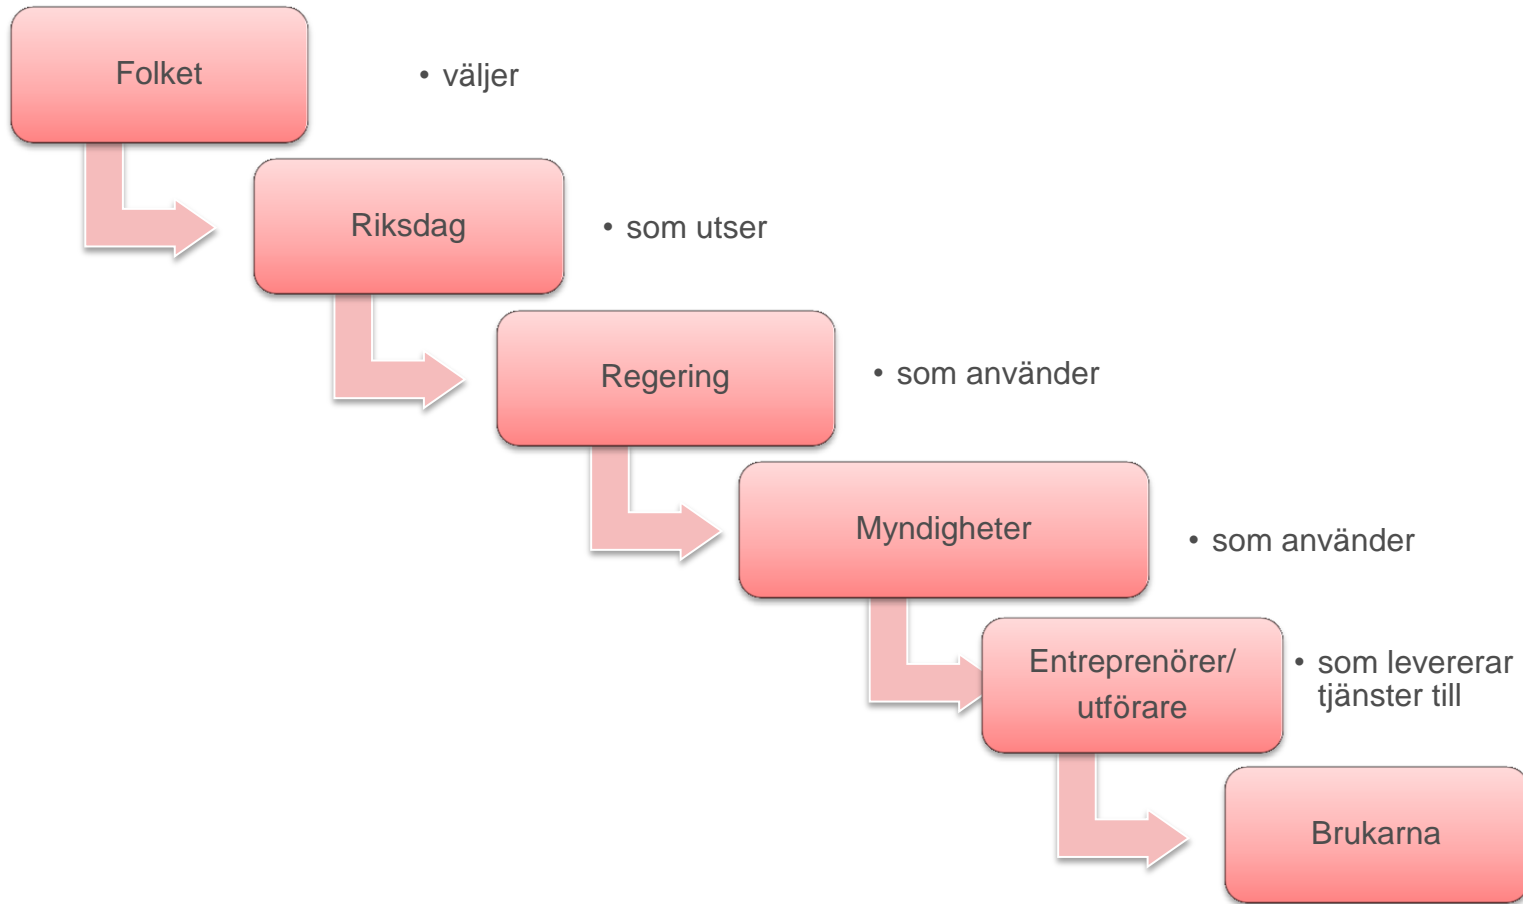 Folket
• väljer
Riksdag
• som utser
Regering
• som använder
Myndigheter
• som använder
Entreprenörer/
utförare
• som levererar
tjänster till
Brukarna